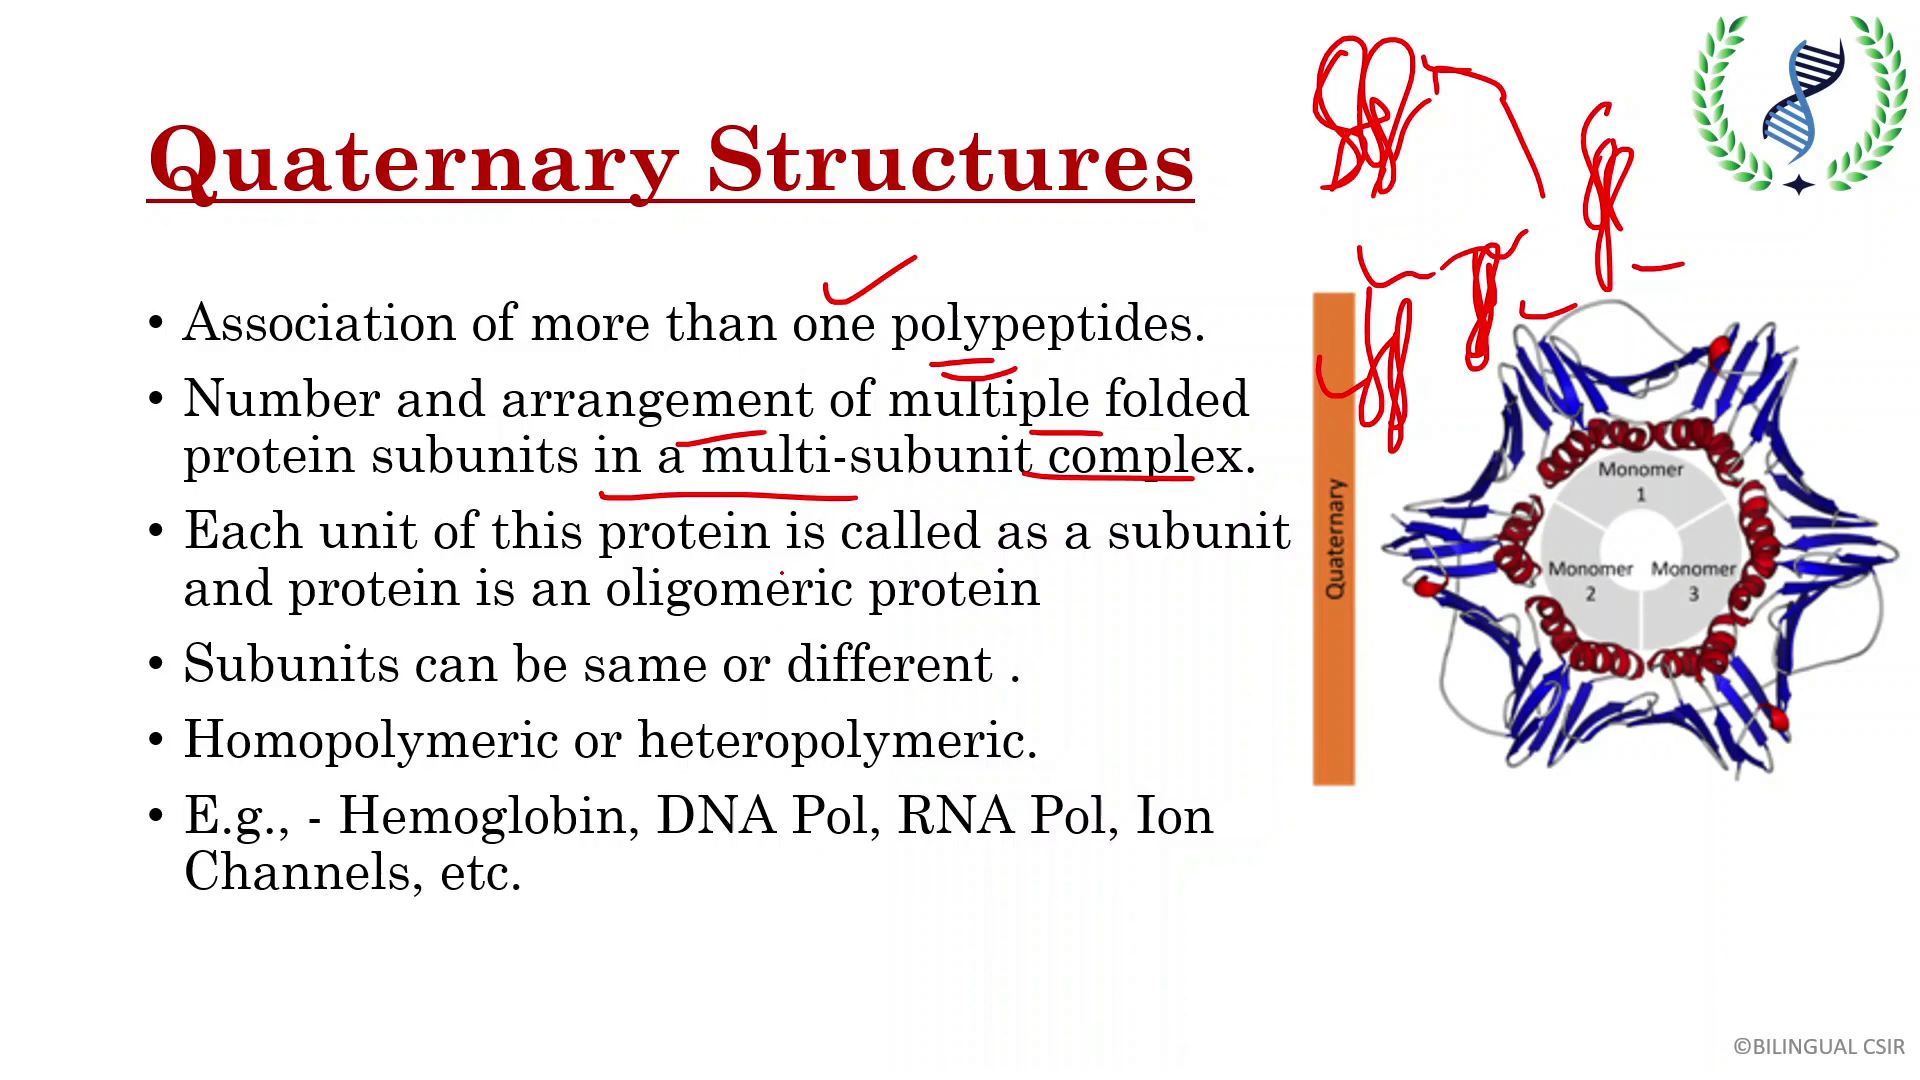 Quaternary Structures
• Association of more than one polypeptides.
• Number and arrangement of multiple folded
protein subunits in a multi-subunit complex.
• Each unit of this protein is called as a subunit
and protein is an oligomeric protein
• Subunits can be same or different .
• Homopolymeric or heteropolymeric.
• E.g., - Hemoglobin, DNA Pol, RNA Pol, Ion
Channels, etc.
Quaternary
Monomer
1
Monomer
2
Monomer
3
©BILINGUAL CSIR